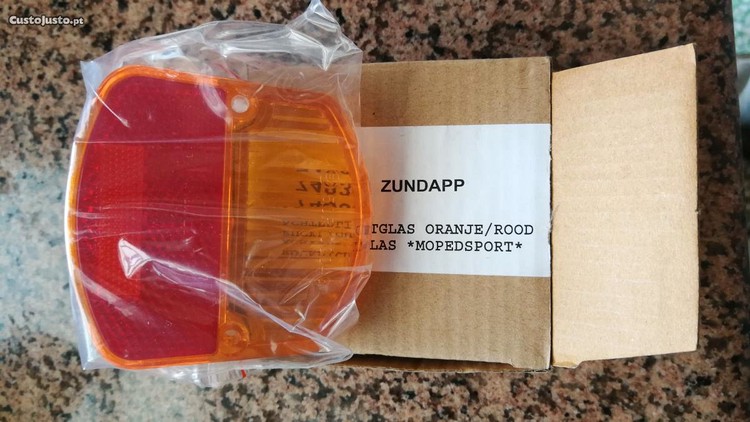 CustoJusto.pt
ZUNDAPP
TGLAS ORANJE/ROOD
LAS *MOPEDSPORT*